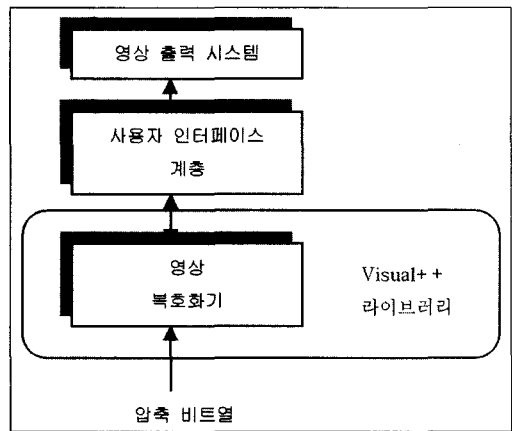 영상 출력 시스템
사용자 인터페이스
계층
영상
복호화기
Visual++
라이브러리
압축 비트열